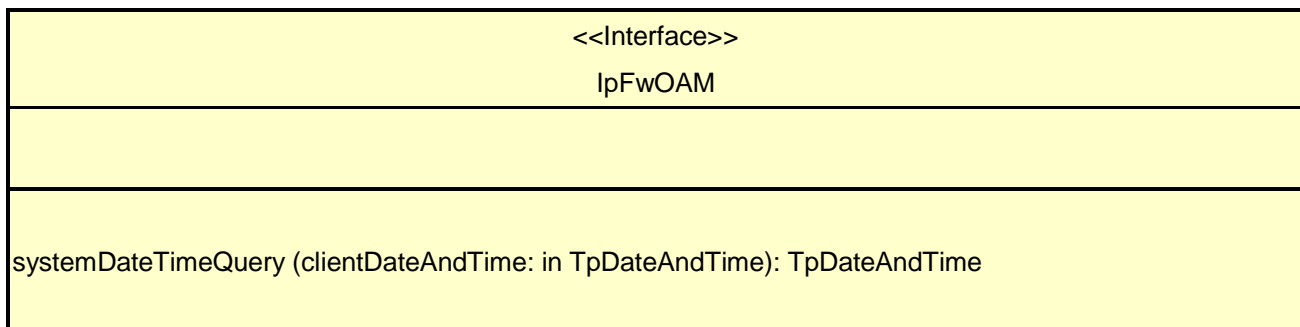 <<Interface>>
IpFwOAM
systemDateTimeQuery (clientDateAndTime: in TpDateAndTime): TpDateAndTime